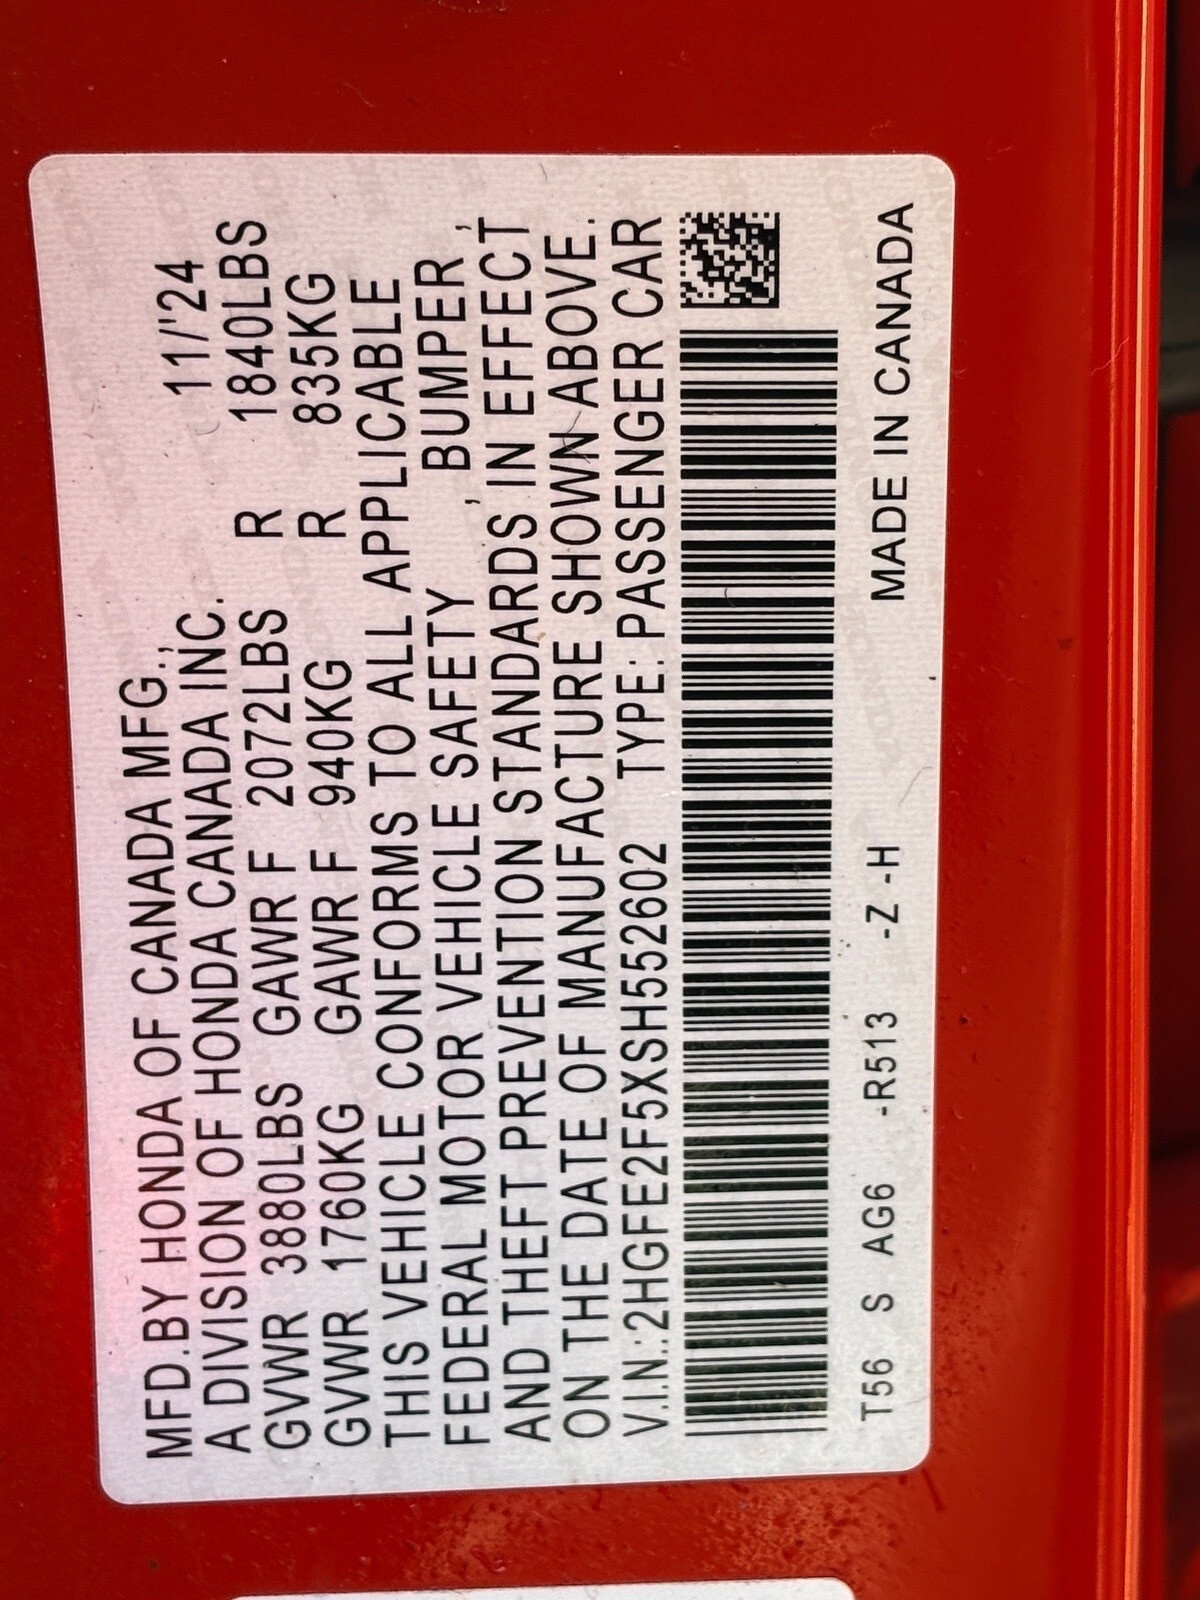 MFD.BY HONDA OF CANADA MFG.,
A DIVISION OF HONDA CANADA INC. 11/'24
GVWR 3880LBS GAWR F 2072LBS R 1840LBS
GVWR 1760KG GAWR F 940KG R 835KG
THIS VEHICLE CONFORMS TO ALL APPLICABLE
FEDERAL MOTOR VEHICLE SAFETY , BUMPER ,
AND THEFT PREVENTION STANDARDS IN EFFECT
ON THE DATE OF MANUFACTURE SHOWN ABOVE.
V.I.N.:2HGFE2F5XSH552602 TYPE: PASSENGER CAR
T56 S AG6 -R513 -Z -H MADE IN CANADA